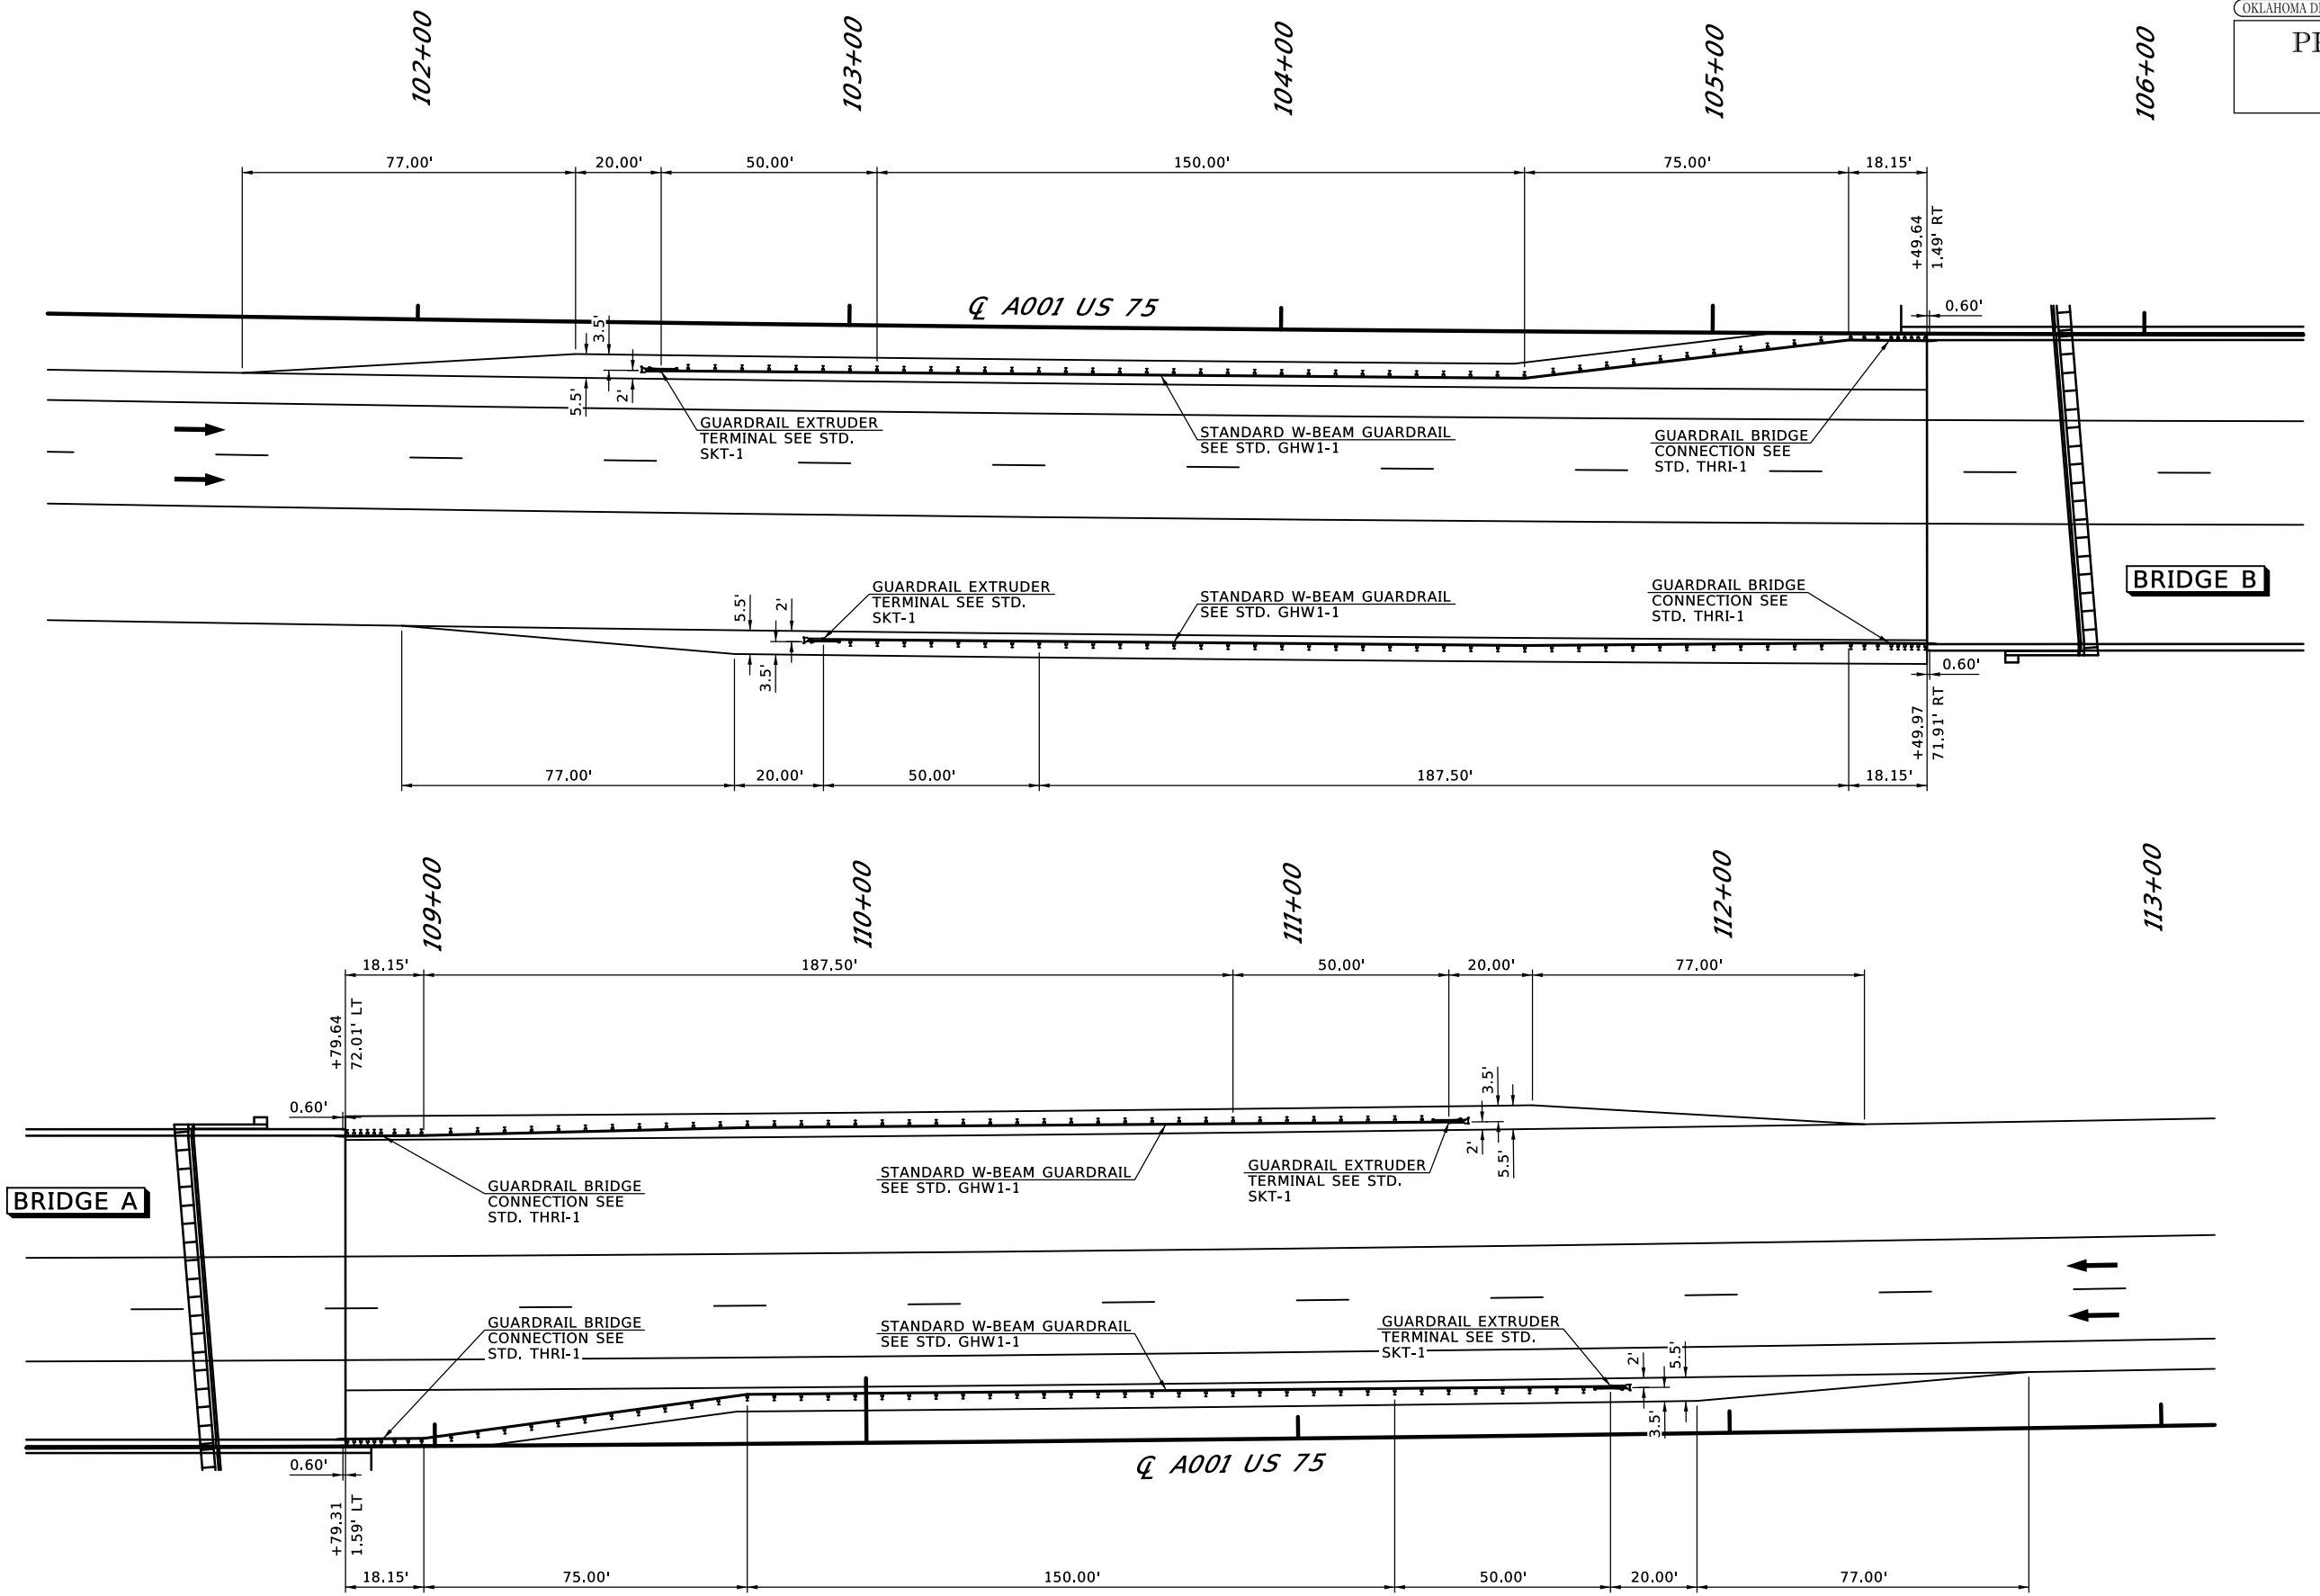 OKLAHOMA
102+00
103+00
104+00
105+00
106+00
77.00'
20.00'
50.00'
150.00'
75.00'
18.15'
+49.64
1.49' RT
℄ A001 US 75
0.60'
3.5'
5.5'
2'
GUARDRAIL EXTRUDER
TERMINAL SEE STD.
SKT-1
STANDARD W-BEAM GUARDRAIL
SEE STD. GHW1-1
GUARDRAIL BRIDGE
CONNECTION SEE
STD. THRI-1
BRIDGE B
5.5'
2'
3.5'
GUARDRAIL EXTRUDER
TERMINAL SEE STD.
SKT-1
STANDARD W-BEAM GUARDRAIL
SEE STD. GHW1-1
GUARDRAIL BRIDGE
CONNECTION SEE
STD. THRI-1
0.60'
+49.97
71.91' RT
77.00'
20.00'
50.00'
187.50'
18.15'
109+00
110+00
111+00
112+00
113+00
18.15'
187.50'
50.00'
20.00'
77.00'
+79.64
72.01' LT
0.60'
3.5'
2'
5.5'
BRIDGE A
GUARDRAIL BRIDGE
CONNECTION SEE
STD. THRI-1
STANDARD W-BEAM GUARDRAIL
SEE STD. GHW1-1
GUARDRAIL EXTRUDER
TERMINAL SEE STD.
SKT-1
GUARDRAIL BRIDGE
CONNECTION SEE
STD. THRI-1
STANDARD W-BEAM GUARDRAIL
SEE STD. GHW1-1
GUARDRAIL EXTRUDER
TERMINAL SEE STD.
SKT-1
2'
5.5'
3.5'
0.60'
℄ A001 US 75
+79.31
1.59' LT
18.15'
75.00'
150.00'
50.00'
20.00'
77.00'